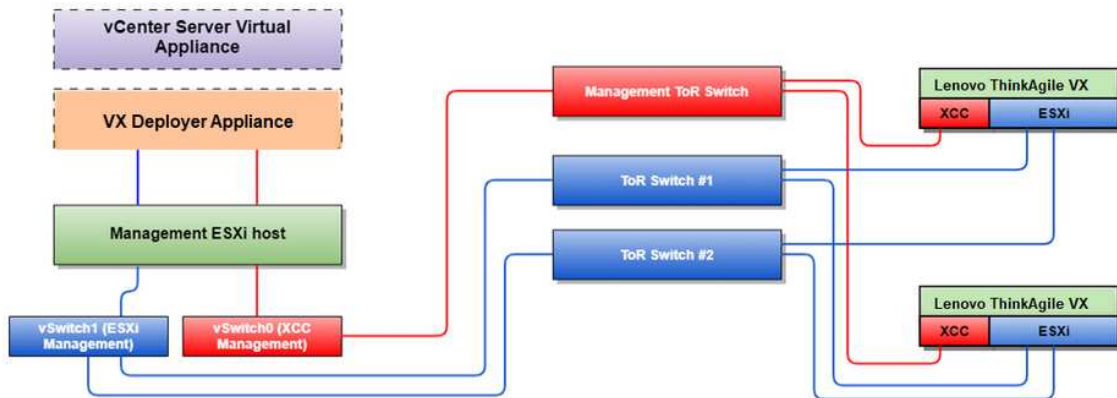 vCenter Server Virtual
Appliance
VX Deployer Appliance
Management ESXi host
vSwitch1 (ESXi
Management)
vSwitch0 (XCC
Management)
Management ToR Switch
ToR Switch #1
ToR Switch #2
Lenovo ThinkAgile VX
XCC
ESXi
Lenovo ThinkAgile VX
XCC
ESXi